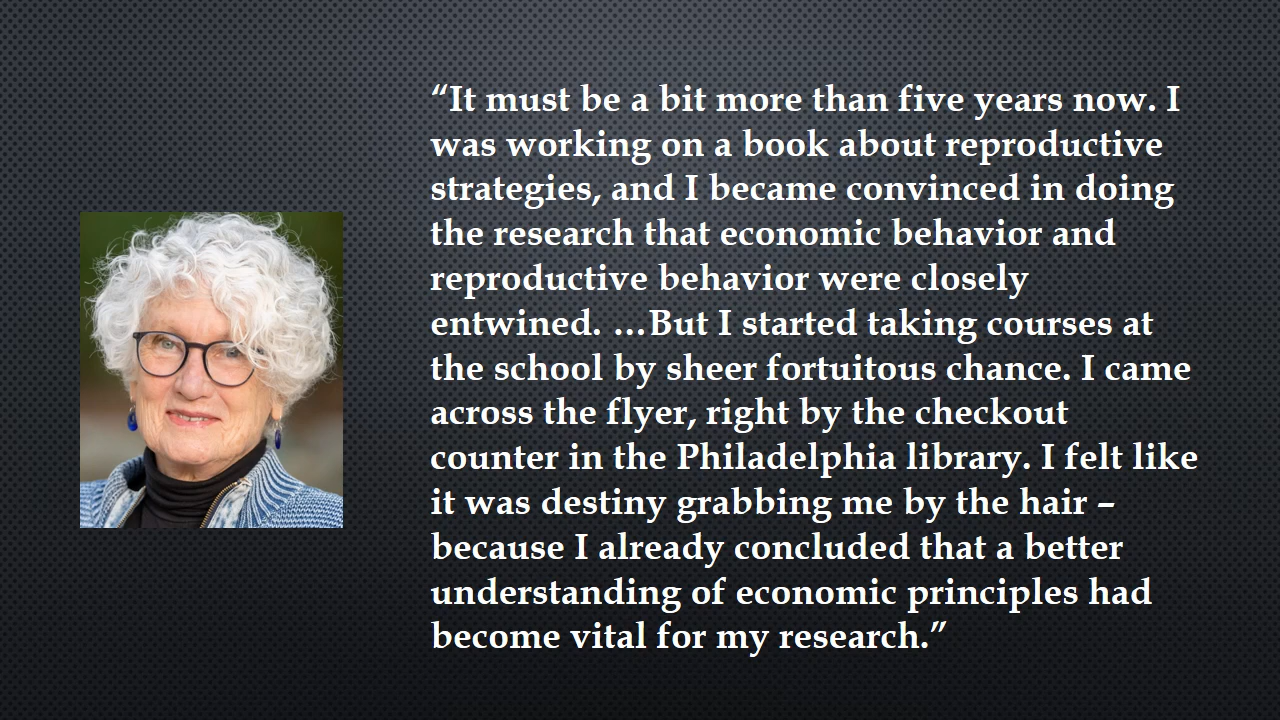 “It must be a bit more than five years now. I
was working on a book about reproductive
strategies, and I became convinced in doing
the research that economic behavior and
reproductive behavior were closely
entwined. …But I started taking courses at
the school by sheer fortuitous chance. I came
across the flyer, right by the checkout
counter in the Philadelphia library. I felt like
it was destiny grabbing me by the hair –
because I already concluded that a better
understanding of economic principles had
become vital for my research.”